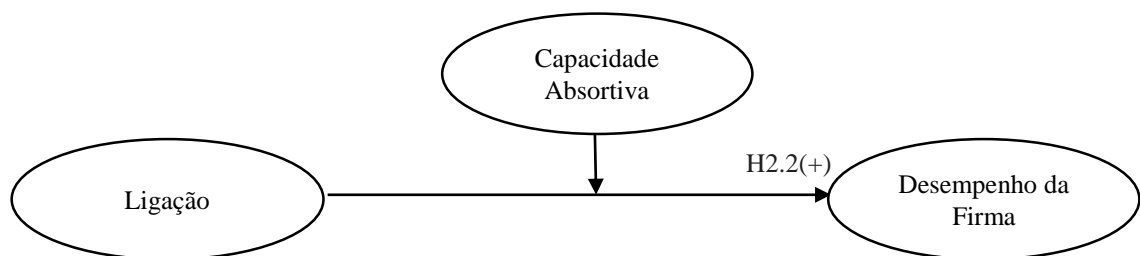 Capacidade
Absortiva
H2.2(+)
Ligação
Desempenho da
Firma